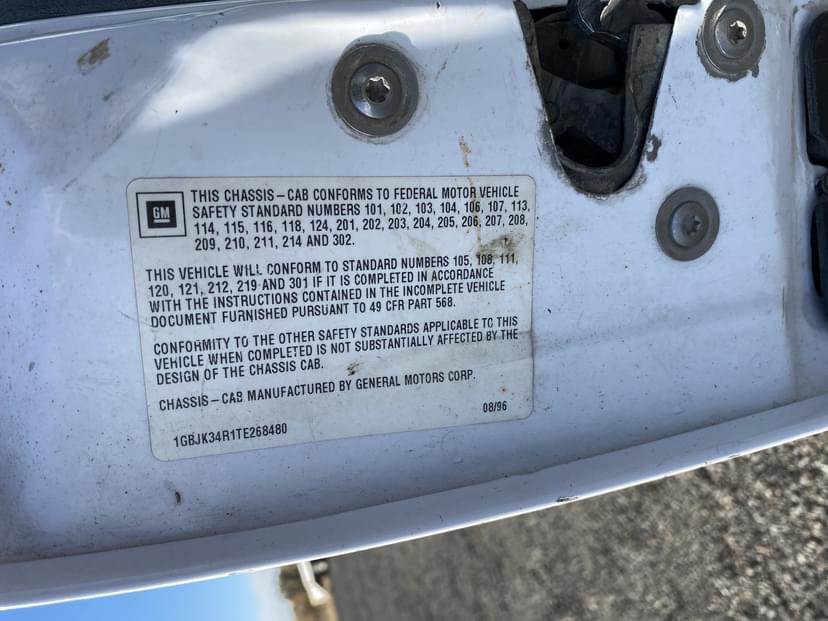 GM
THIS CHASSIS-CAB CONFORMS TO FEDERAL MOTOR VEHICLE
SAFETY STANDARD NUMBERS 101, 102, 103, 104, 106, 107, 113,
114, 115, 116, 118, 124, 201, 202, 203, 204, 205, 206, 207, 208,
209, 210, 211, 214 AND 302.
THIS VEHICLE WILL CONFORM TO STANDARD NUMBERS 105, 108, 111,
120, 121, 212, 219 AND 301 IF IT IS COMPLETED IN ACCORDANCE
WITH THE INSTRUCTIONS CONTAINED IN THE INCOMPLETE VEHICLE
DOCUMENT FURNISHED PURSUANT TO 49 CFR PART 568.
CONFORMITY TO THE OTHER SAFETY STANDARDS APPLICABLE TO THIS
VEHICLE WHEN COMPLETED IS NOT SUBSTANTIALLY AFFECTED BY THE
DESIGN OF THE CHASSIS CAB.
CHASSIS-CAB MANUFACTURED BY GENERAL MOTORS CORP.
08/96
1GBJK34R1TE268480